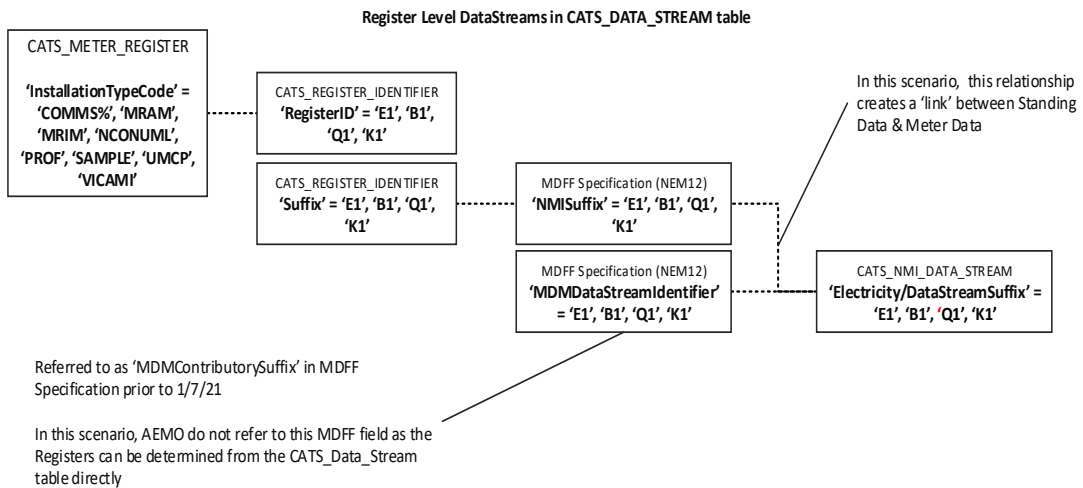 Register Level DataStreams in CATS_DATA_STREAM table
CATS_METER_REGISTER
‘InstallationTypeCode’ =
‘COMMS%’, ‘MRAM’,
‘MRIM’, ‘NCONUML’,
‘PROF’, ‘SAMPLE’, ‘UMCP’,
‘VICAMI’
CATS_REGISTER_IDENTIFIER
‘RegisterID’ = ‘E1’, ‘B1’,
‘Q1’, ‘K1’
In this scenario, this relationship
creates a ‘link’ between Standing
Data & Meter Data
CATS_REGISTER_IDENTIFIER
‘Suffix’ = ‘E1’, ‘B1’, ‘Q1’,
‘K1’
MDFF Specification (NEM12)
‘NMISuffix’ = ‘E1’, ‘B1’, ‘Q1’,
‘K1’
MDFF Specification (NEM12)
‘MDMDataStreamIdentifier’
= ‘E1’, ‘B1’, ‘Q1’, ‘K1’
CATS_NMI_DATA_STREAM
‘Electricity/DataStreamSuffix’ =
‘E1’, ‘B1’, ‘Q1’, ‘K1’
Referred to as ‘MDMContributorySuffix’ in MDFF
Specification prior to 1/7/21
In this scenario, AEMO do not refer to this MDFF field as the
Registers can be determined from the CATS_Data_Stream
table directly